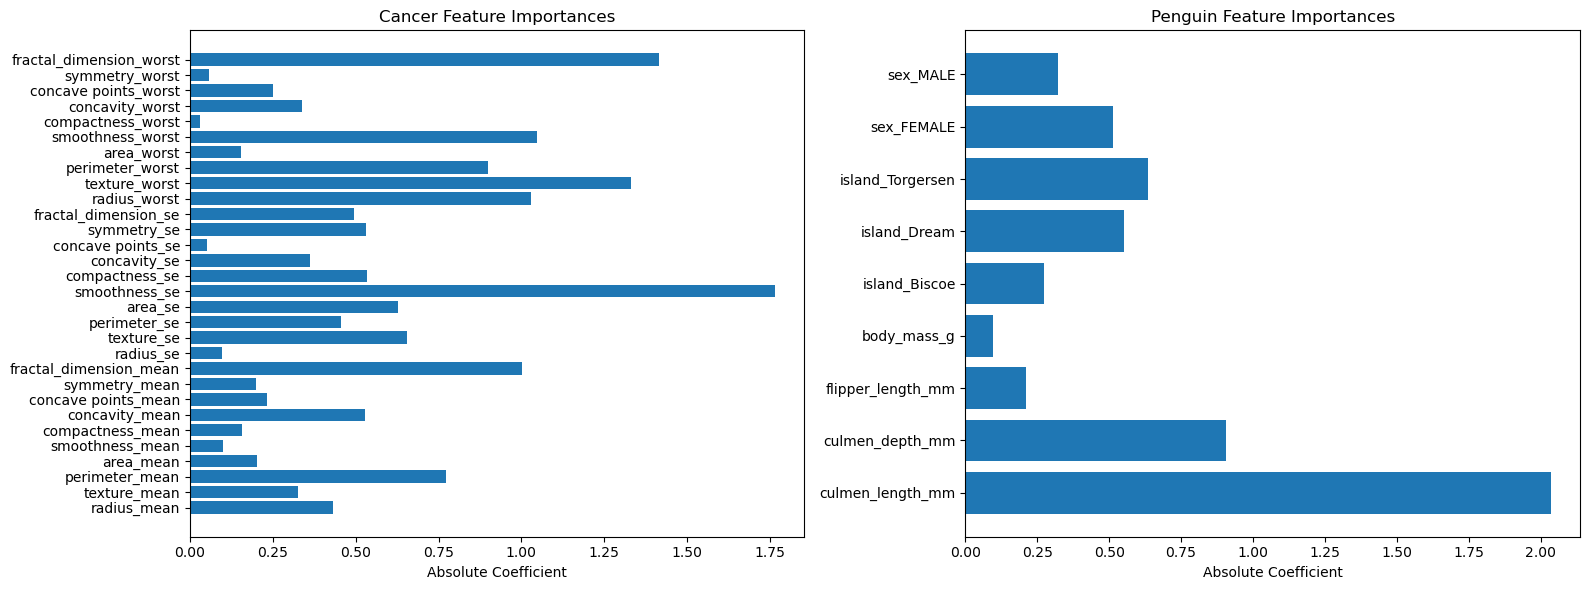 Cancer Feature Importances
fractal_dimension_worst
symmetry_worst
concave points_worst
concavity_worst
compactness_worst
smoothness_worst
area_worst
perimeter_worst
texture_worst
radius_worst
fractal_dimension_se
symmetry_se
concave points_se
concavity_se
compactness_se
smoothness_se
area_se
perimeter_se
texture_se
radius_se
fractal_dimension_mean
symmetry_mean
concave points_mean
concavity_mean
compactness_mean
smoothness_mean
area_mean
perimeter_mean
texture_mean
radius_mean
0.00 0.25 0.50 0.75 1.00 1.25 1.50 1.75
Absolute Coefficient
Penguin Feature Importances
sex_MALE
sex_FEMALE
island_Torgersen
island_Dream
island_Biscoe
body_mass_g
flipper_length_mm
culmen_depth_mm
culmen_length_mm
0.00 0.25 0.50 0.75 1.00 1.25 1.50 1.75 2.00
Absolute Coefficient